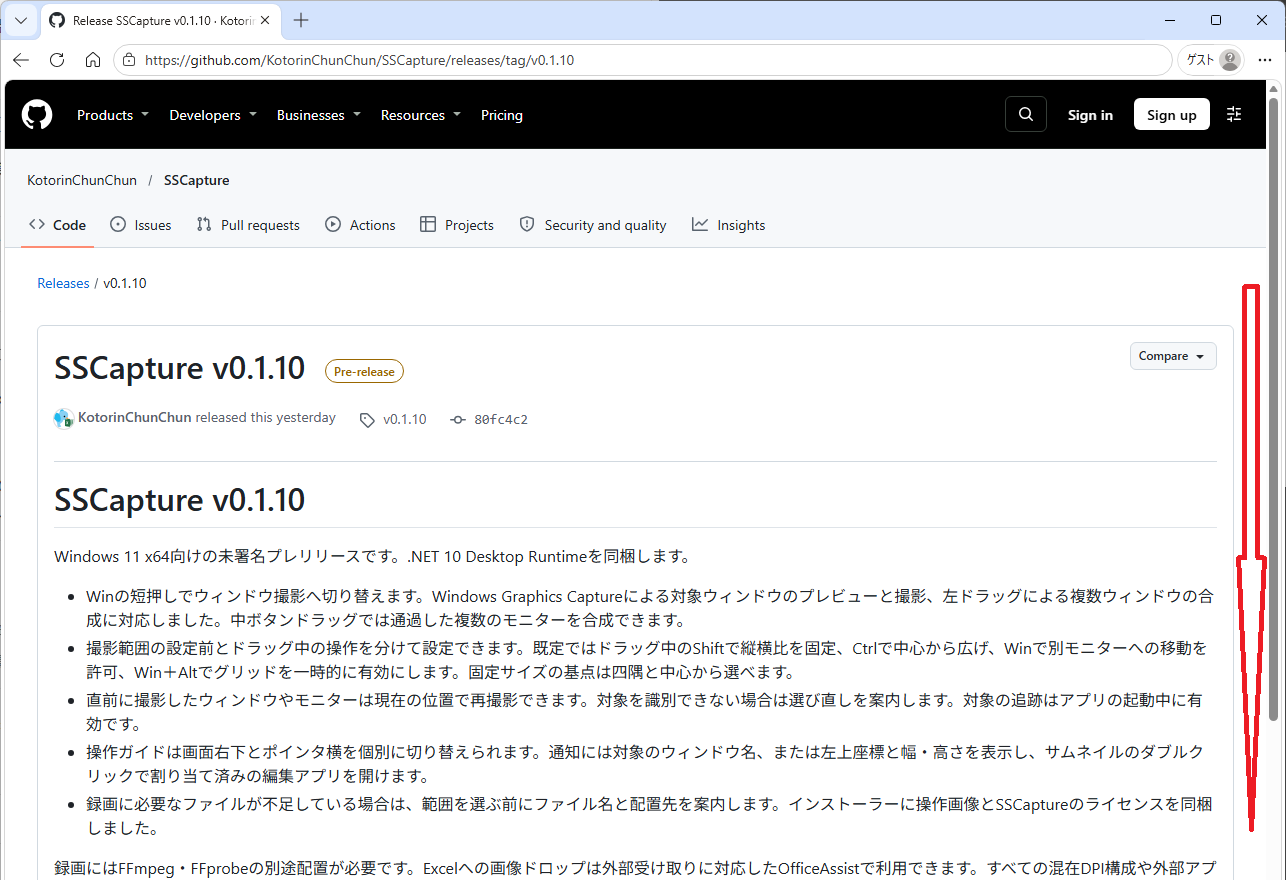 Release SSCapture v0.1.10 · Kotorin
https://github.com/KotorinChunChun/SSCapture/releases/tag/v0.1.10
ゲスト
Products
Developers
Businesses
Resources
Pricing
Sign in
Sign up
KotorinChunChun / SSCapture
Code
Issues
Pull requests
Actions
Projects
Security and quality
Insights
Releases / v0.1.10
SSCapture v0.1.10
Pre-release
Compare
KotorinChunChun released this yesterday
v0.1.10
80fc4c2
SSCapture v0.1.10
Windows 11 x64向けの未署名プレリリースです。.NET 10 Desktop Runtimeを同梱します。
• Winの短押しでウィンドウ撮影へ切り替えます。Windows Graphics Captureによる対象ウィンドウのプレビューと撮影、左ドラッグによる複数ウィンドウの合
成に対応しました。中ボタンドラッグでは通過した複数のモニターを合成できます。
• 撮影範囲の設定前とドラッグ中の操作を分けて設定できます。既定ではドラッグ中のShiftで縦横比を固定、Ctrlで中心から広げ、Winで別モニターへの移動を
許可、Win＋Altでグリッドを一時的に有効にします。固定サイズの基点は四隅と中心から選べます。
• 直前に撮影したウィンドウやモニターは現在の位置で再撮影できます。対象を識別できない場合は選び直しを案内します。対象の追跡はアプリの起動中に有
効です。
• 操作ガイドは画面右下とポインタ横を個別に切り替えられます。通知には対象のウィンドウ名、または左上座標と幅・高さを表示し、サムネイルのダブルク
リックで割り当て済みの編集アプリを開けます。
• 録画に必要なファイルが不足している場合は、範囲を選ぶ前にファイル名と配置先を案内します。インストーラーに操作画像とSSCaptureのライセンスを同梱
しました。
録画にはFFmpeg・FFprobeの別途配置が必要です。Excelへの画像ドロップは外部受け取りに対応したOfficeAssistで利用できます。すべての混在DPI構成や外部アプ